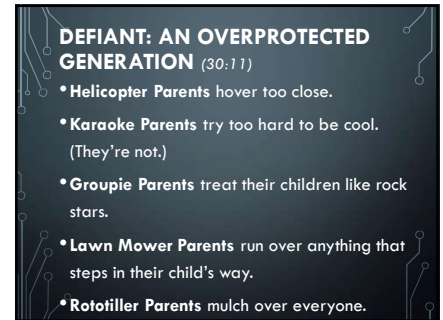 DEFIANT: AN OVERPROTECTED
GENERATION (30:11)
• Helicopter Parents hover too close.
• Karaoke Parents try too hard to be cool.
(They're not.)
• Groupie Parents treat their children like rock
stars.
• Lawn Mower Parents run over anything that
steps in their child's way.
• Rototiller Parents mulch over everyone.